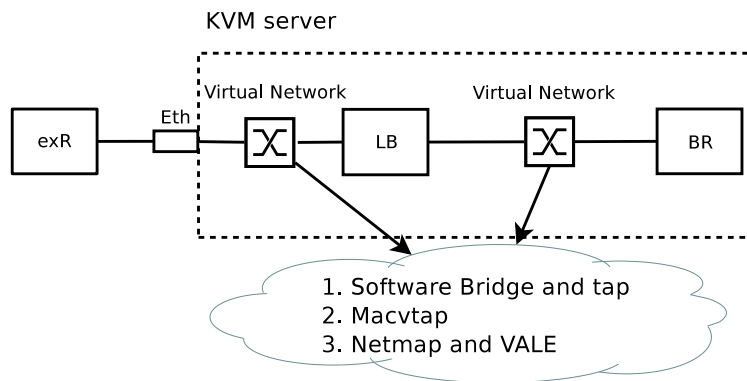 KVM server
Virtual Network
Virtual Network
Eth
exR
LB
BR
1. Software Bridge and tap
2. Macvtap
3. Netmap and VALE